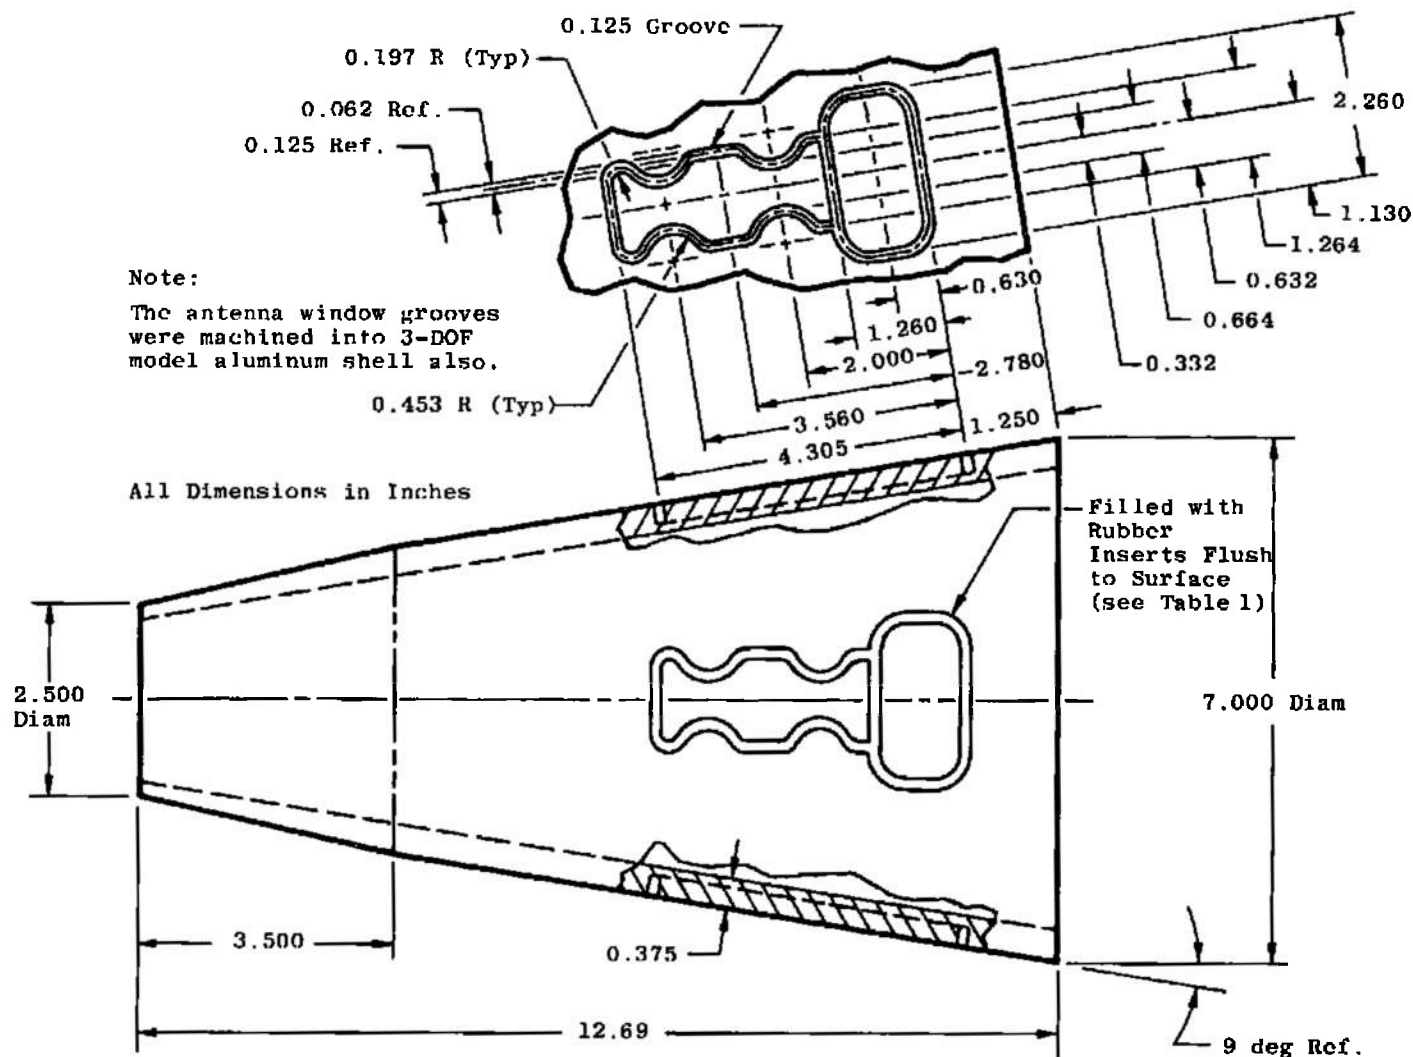 0.125 Groove
0.197 R (Typ)
0.062 Ref.
0.125 Ref.
2.260
1.130
1.264
0.632
0.664
0.332
Note:
The antenna window grooves
were machined into 3-DOF
model aluminum shell also.
0.630
1.260
2.000
2.780
3.560
4.305
1.250
0.453 R (Typ)
All Dimensions in Inches
Filled with
Rubber
Inserts Flush
to Surface
(see Table 1)
2.500
Diam
7.000 Diam
3.500
0.375
12.69
9 deg Ref.